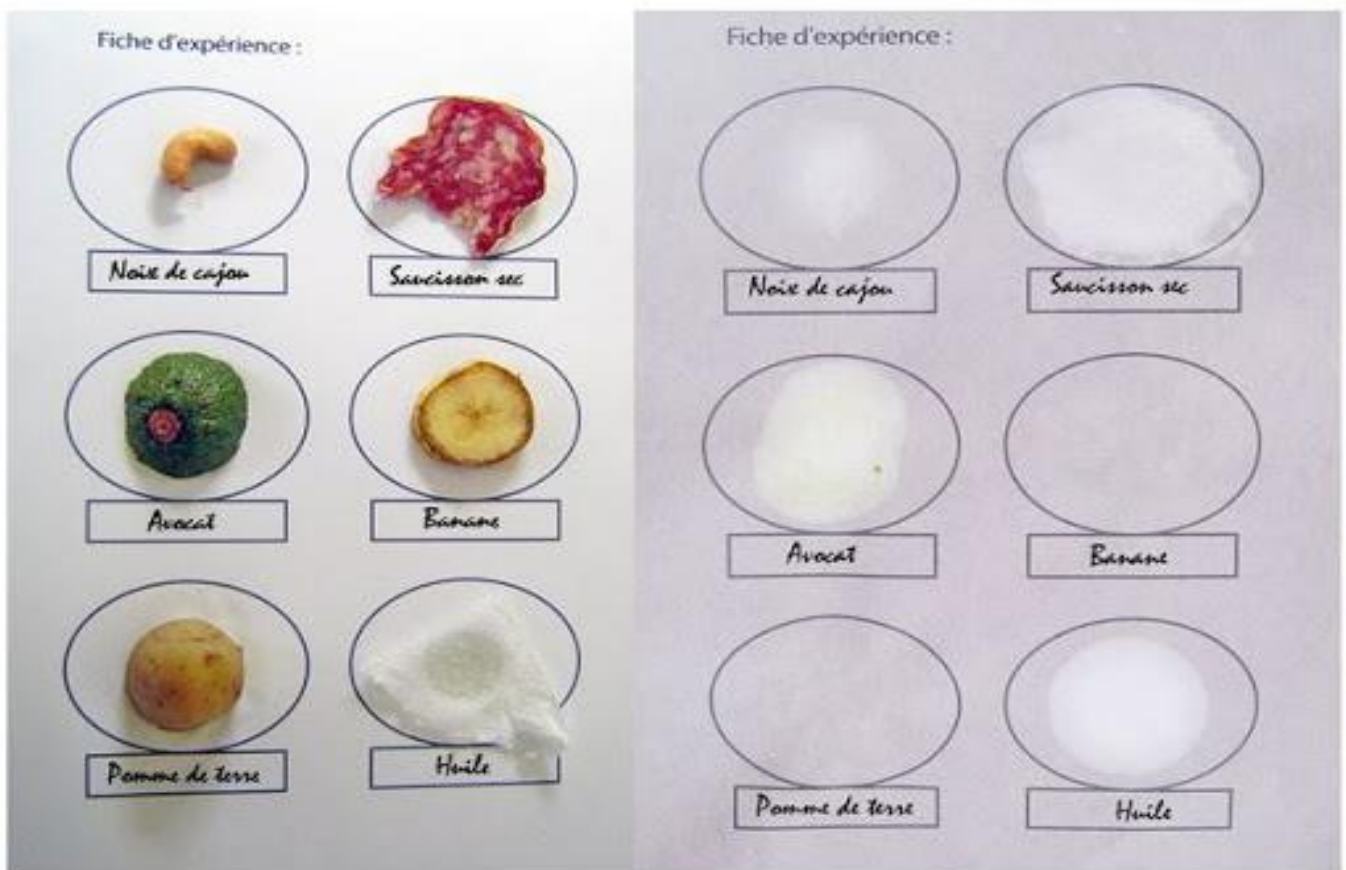 Fiche d'expérience :
Noix de cajou
Saucisson sec
Avocat
Banane
Pomme de terre
Huile
Fiche d'expérience :
Noix de cajou
Saucisson sec
Avocat
Banane
Pomme de terre
Huile